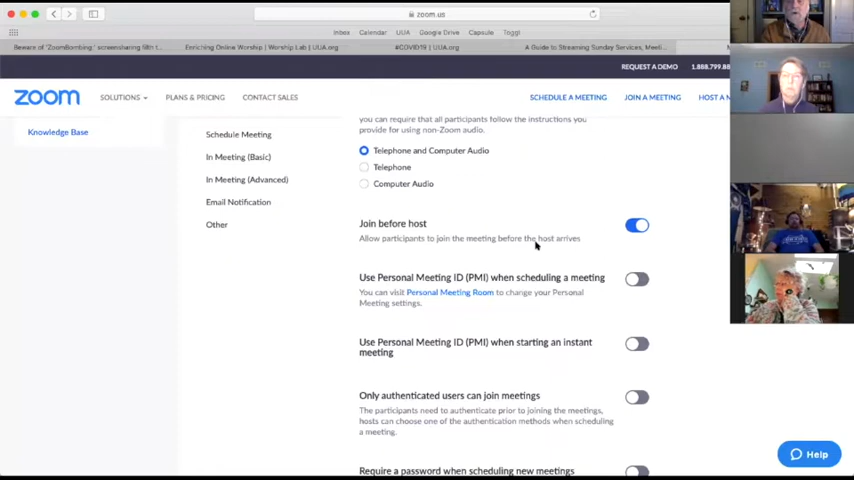 zoom.us
Inbox Calendar UUA Google Drive Capsule Toggl
Beware of 'ZoomBombing:' screensharing filth t... Enriching Online Worship | Worship Lab | UUA.org #COVID19 | UUA.org A Guide to Streaming Sunday Services, Meeti...
REQUEST A DEMO 1.888.799.88
zoom SOLUTIONS PLANS & PRICING CONTACT SALES SCHEDULE A MEETING JOIN A MEETING HOST A
Knowledge Base
Schedule Meeting
In Meeting (Basic)
In Meeting (Advanced)
Email Notification
Other
you can require that all participants follow the instructions you
provide for using non-Zoom audio.
Telephone and Computer Audio
Telephone
Computer Audio
Join before host
Allow participants to join the meeting before the host arrives
Use Personal Meeting ID (PMI) when scheduling a meeting
You can visit Personal Meeting Room to change your Personal
Meeting settings.
Use Personal Meeting ID (PMI) when starting an instant
meeting
Only authenticated users can join meetings
The participants need to authenticate prior to joining the meetings,
hosts can choose one of the authentication methods when scheduling
a meeting.
Require a password when scheduling new meetings
Help